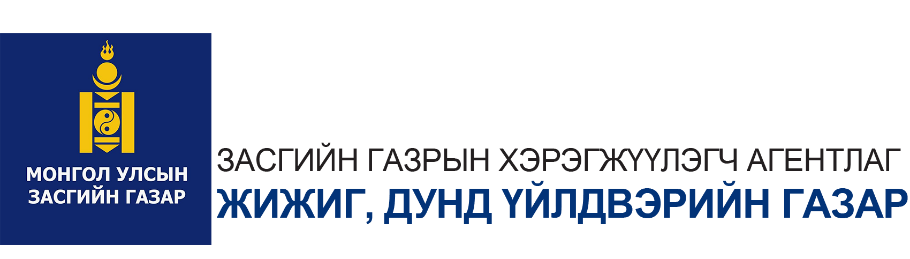 МОНГОЛ УЛСЫН
ЗАСГИЙН ГАЗАР
ЗАСГИЙН ГАЗРЫН ХЭРЭГЖҮҮЛЭГЧ АГЕНТЛАГ
ЖИЖИГ, ДУНД ҮЙЛДВЭРИЙН ГАЗАР